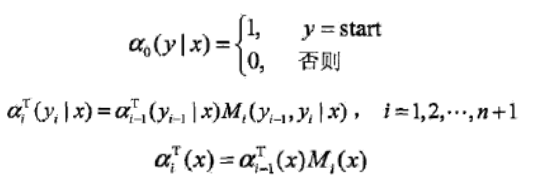 α₀(y|x) = {1, y = start
0, 否则
αᵢᵀ(yᵢ|x) = αᵢ₋₁ᵀ(yᵢ₋₁|x)Mᵢ(yᵢ₋₁, yᵢ|x), i = 1, 2, ⋯, n+1
αᵢᵀ(x) = αᵢ₋₁ᵀ(x)Mᵢ(x)